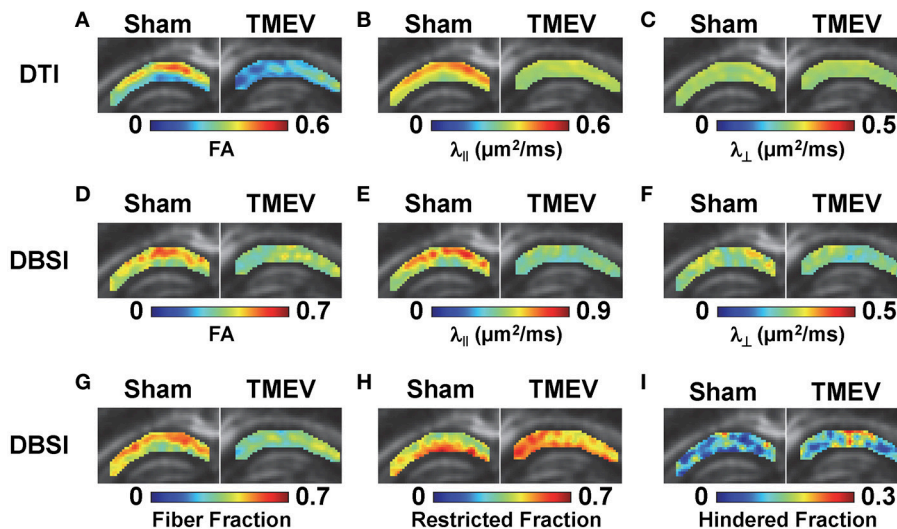 A Sham TMEV B Sham TMEV C Sham TMEV
DTI
0 0.6 0 0.6 0 0.5
FA λ∥ (μm²/ms) λ⊥ (μm²/ms)
D Sham TMEV E Sham TMEV F Sham TMEV
DBSI
0 0.7 0 0.9 0 0.5
FA λ∥ (μm²/ms) λ⊥ (μm²/ms)
G Sham TMEV H Sham TMEV I Sham TMEV
DBSI
0 0.7 0 0.7 0 0.3
Fiber Fraction Restricted Fraction Hindered Fraction